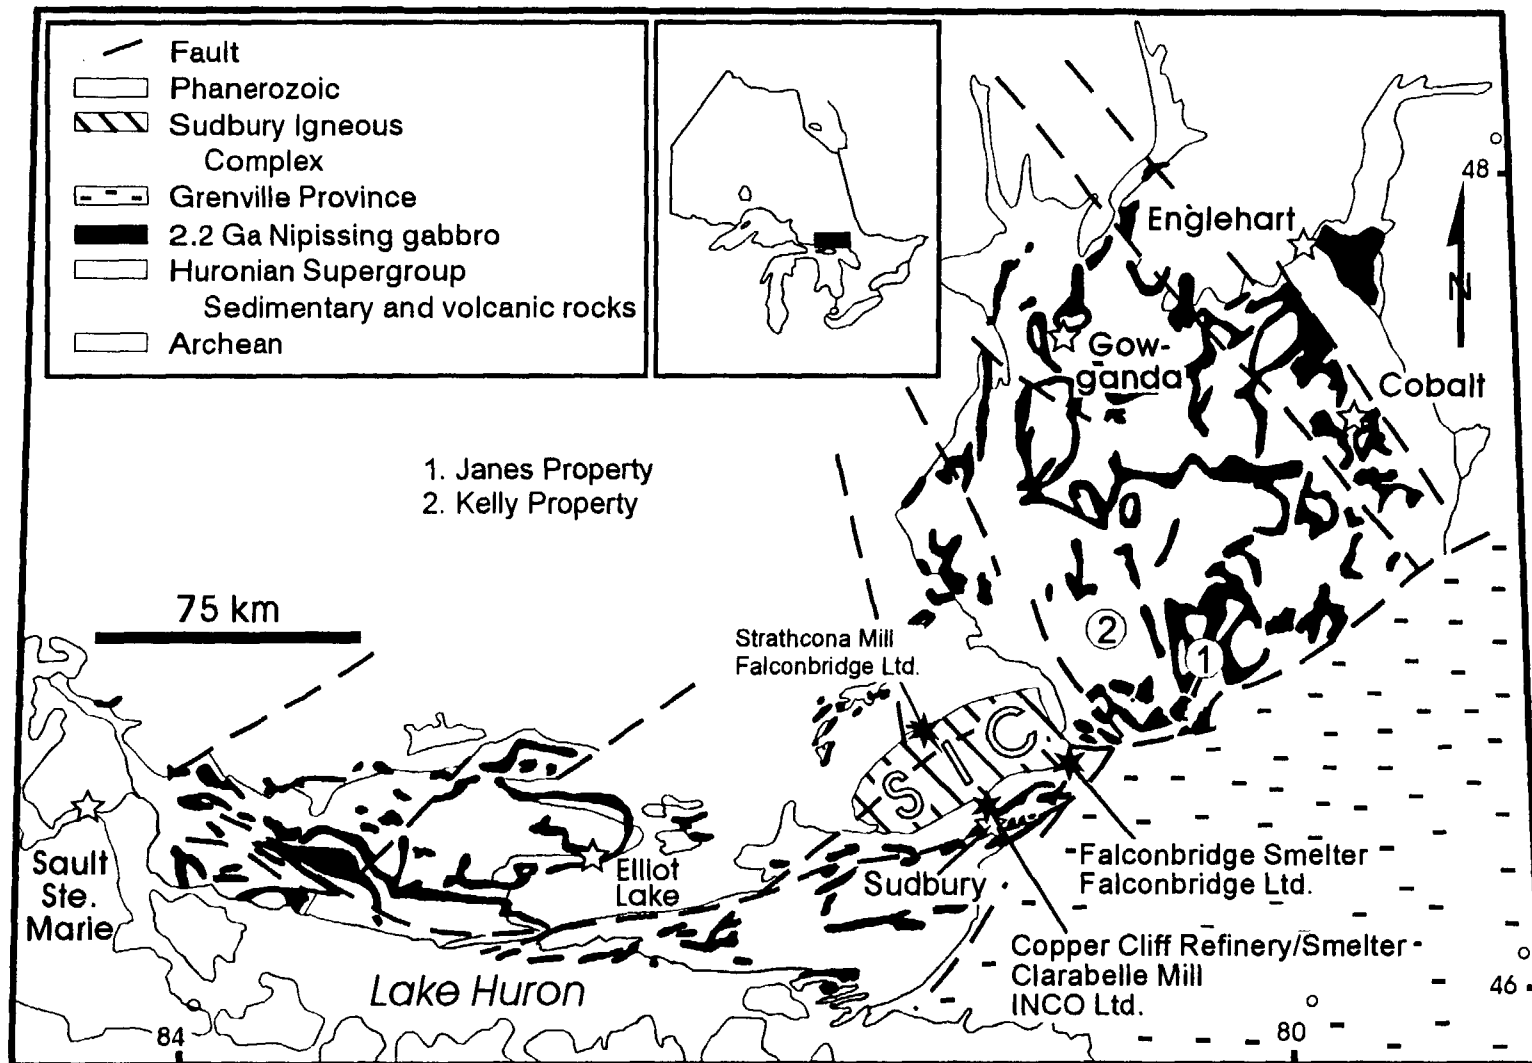 Fault
Phanerozoic
Sudbury Igneous
Complex
Grenville Province
2.2 Ga Nipissing gabbro
Huronian Supergroup
Sedimentary and volcanic rocks
Archean
48°
Englehart
N
Gow-
ganda
Cobalt
1. Janes Property
2. Kelly Property
75 km
2
1
Strathcona Mill
Falconbridge Ltd.
SIC
Sault
Ste.
Marie
Elliot
Lake
Sudbury
Falconbridge Smelter
Falconbridge Ltd.
Copper Cliff Refinery/Smelter
Clarabelle Mill
INCO Ltd.
Lake Huron
46°
84°
80°